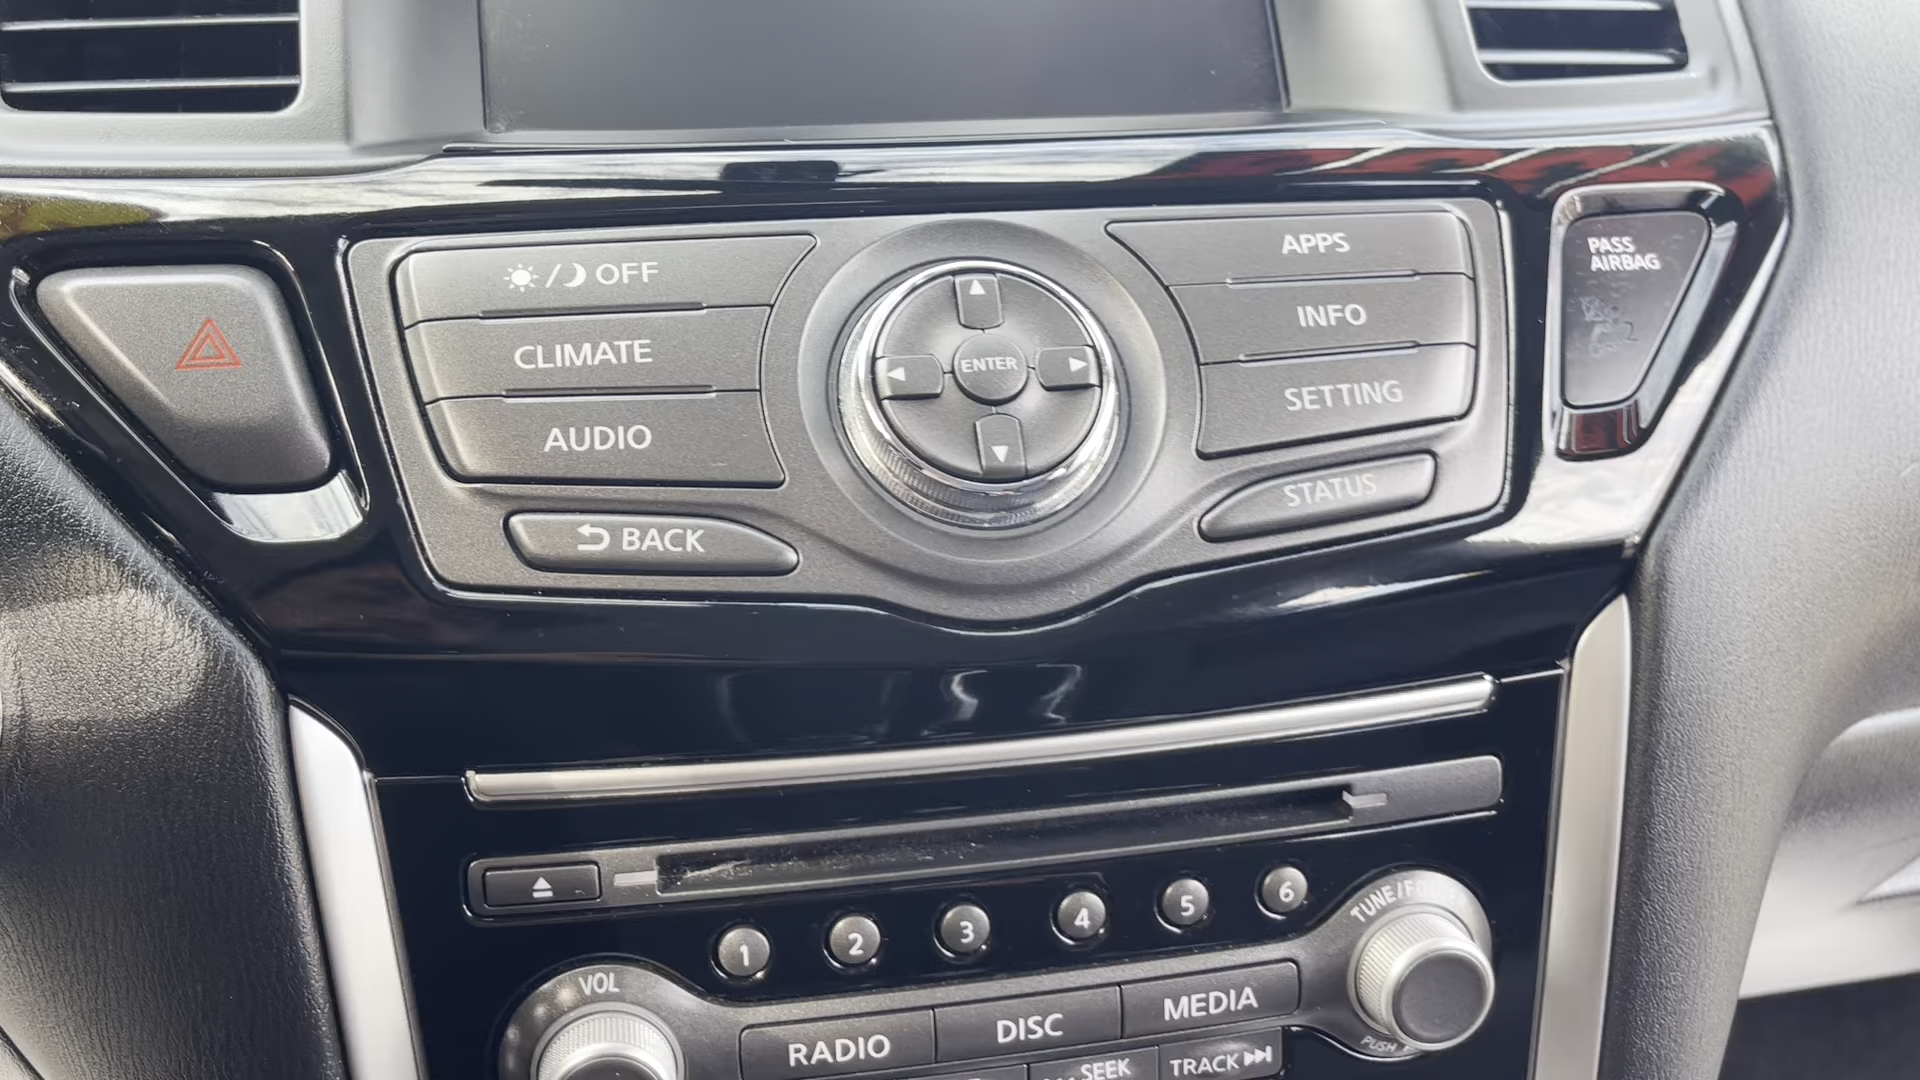 OFF
APPS
PASS
AIRBAG
CLIMATE
INFO
ENTER
AUDIO
SETTING
BACK
STATUS
1 2 3 4 5 6
VOL
RADIO
DISC
MEDIA
SEEK
TRACK
PUSH